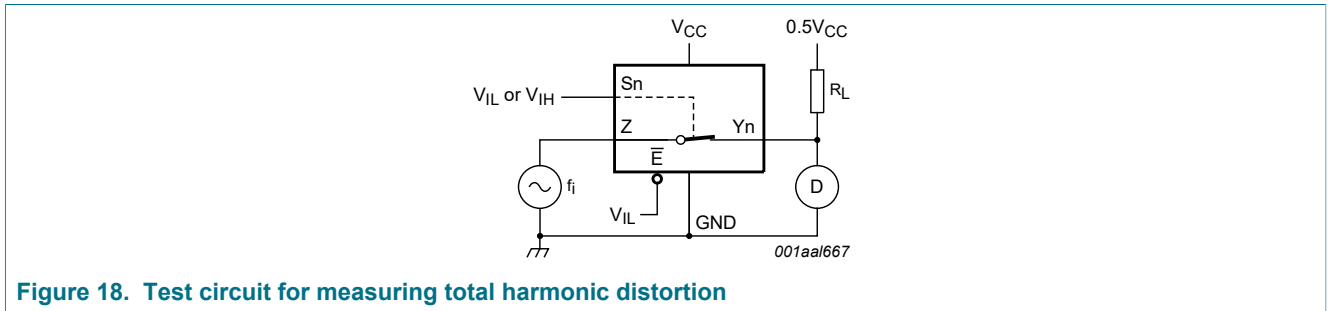 VCC 0.5VCC
Sn
RL
VIL or VIH
Z Yn
E
fi D
VIL GND
001aal667
Figure 18. Test circuit for measuring total harmonic distortion